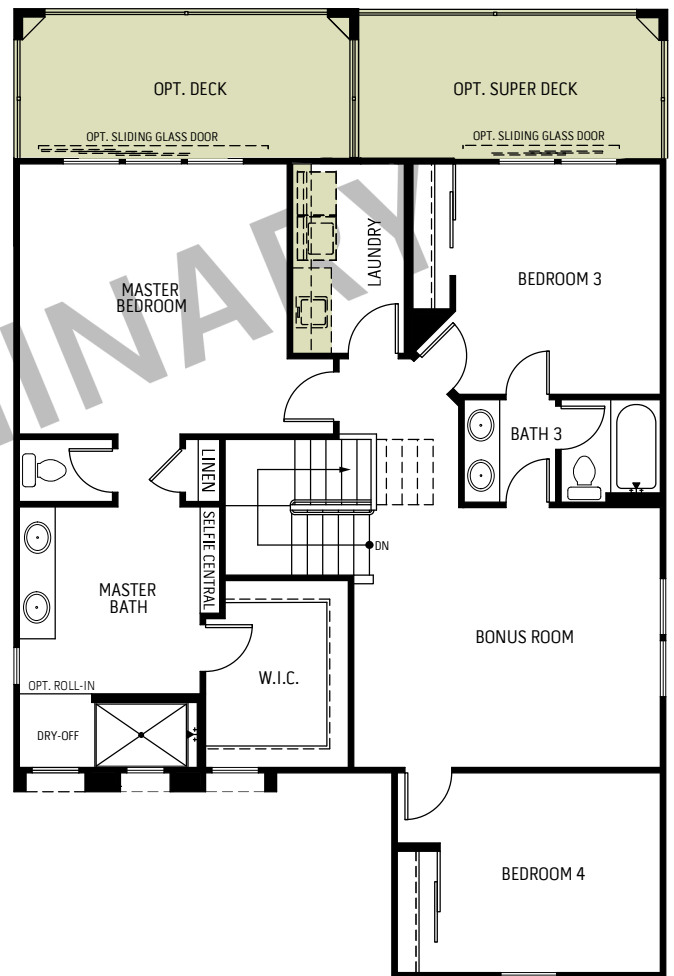 OPT. DECK
OPT. SUPER DECK
OPT. SLIDING GLASS DOOR
OPT. SLIDING GLASS DOOR
LAUNDRY
MASTER
BEDROOM
BEDROOM 3
INARY
BATH 3
LINEN
SELFIE CENTRAL
DN
MASTER
BATH
BONUS ROOM
W.I.C.
OPT. ROLL-IN
DRY-OFF
BEDROOM 4